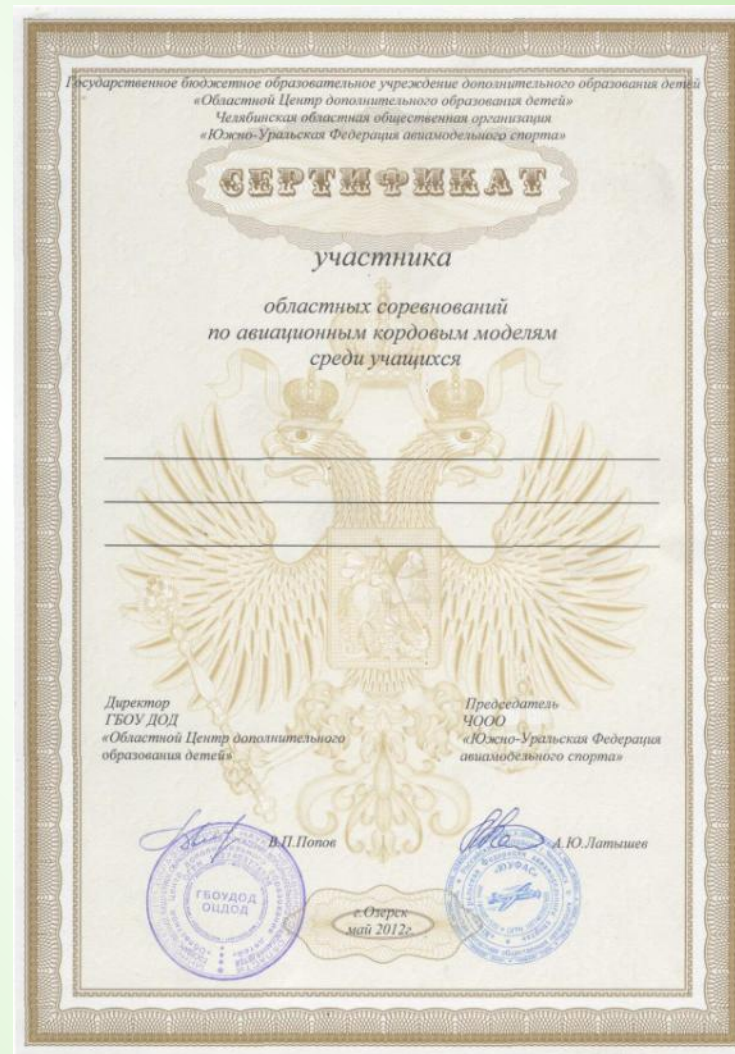 Государственное бюджетное образовательное учреждение дополнительного образования детей
«Областной Центр дополнительного образования детей»
Челябинская областная общественная организация
«Южно-Уральская Федерация авиамодельного спорта»
СЕРТИФИКАТ
участника
областных соревнований
по авиационным кордовым моделям
среди учащихся
Директор
ГБОУ ДОД
«Областной Центр дополнительного
образования детей»
В.П.Попов
Председатель
ЧООО
«Южно-Уральская Федерация
авиамодельного спорта»
А.Ю.Латышев
ГБОУДОД
ОЦДОД
"ЮУФАС"
г.Озерск
май 2012г.